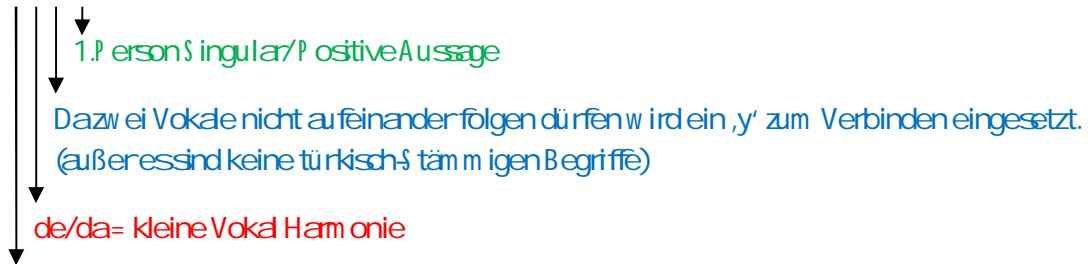 1.Person Singular/Positive Aussage
Da zwei Vokale nicht aufeinander folgen dürfen wird ein ‚y' zum Verbinden eingesetzt.
(außer es sind keine türkisch-Stämmigen Begriffe)
de/da= kleine Vokal Harmonie